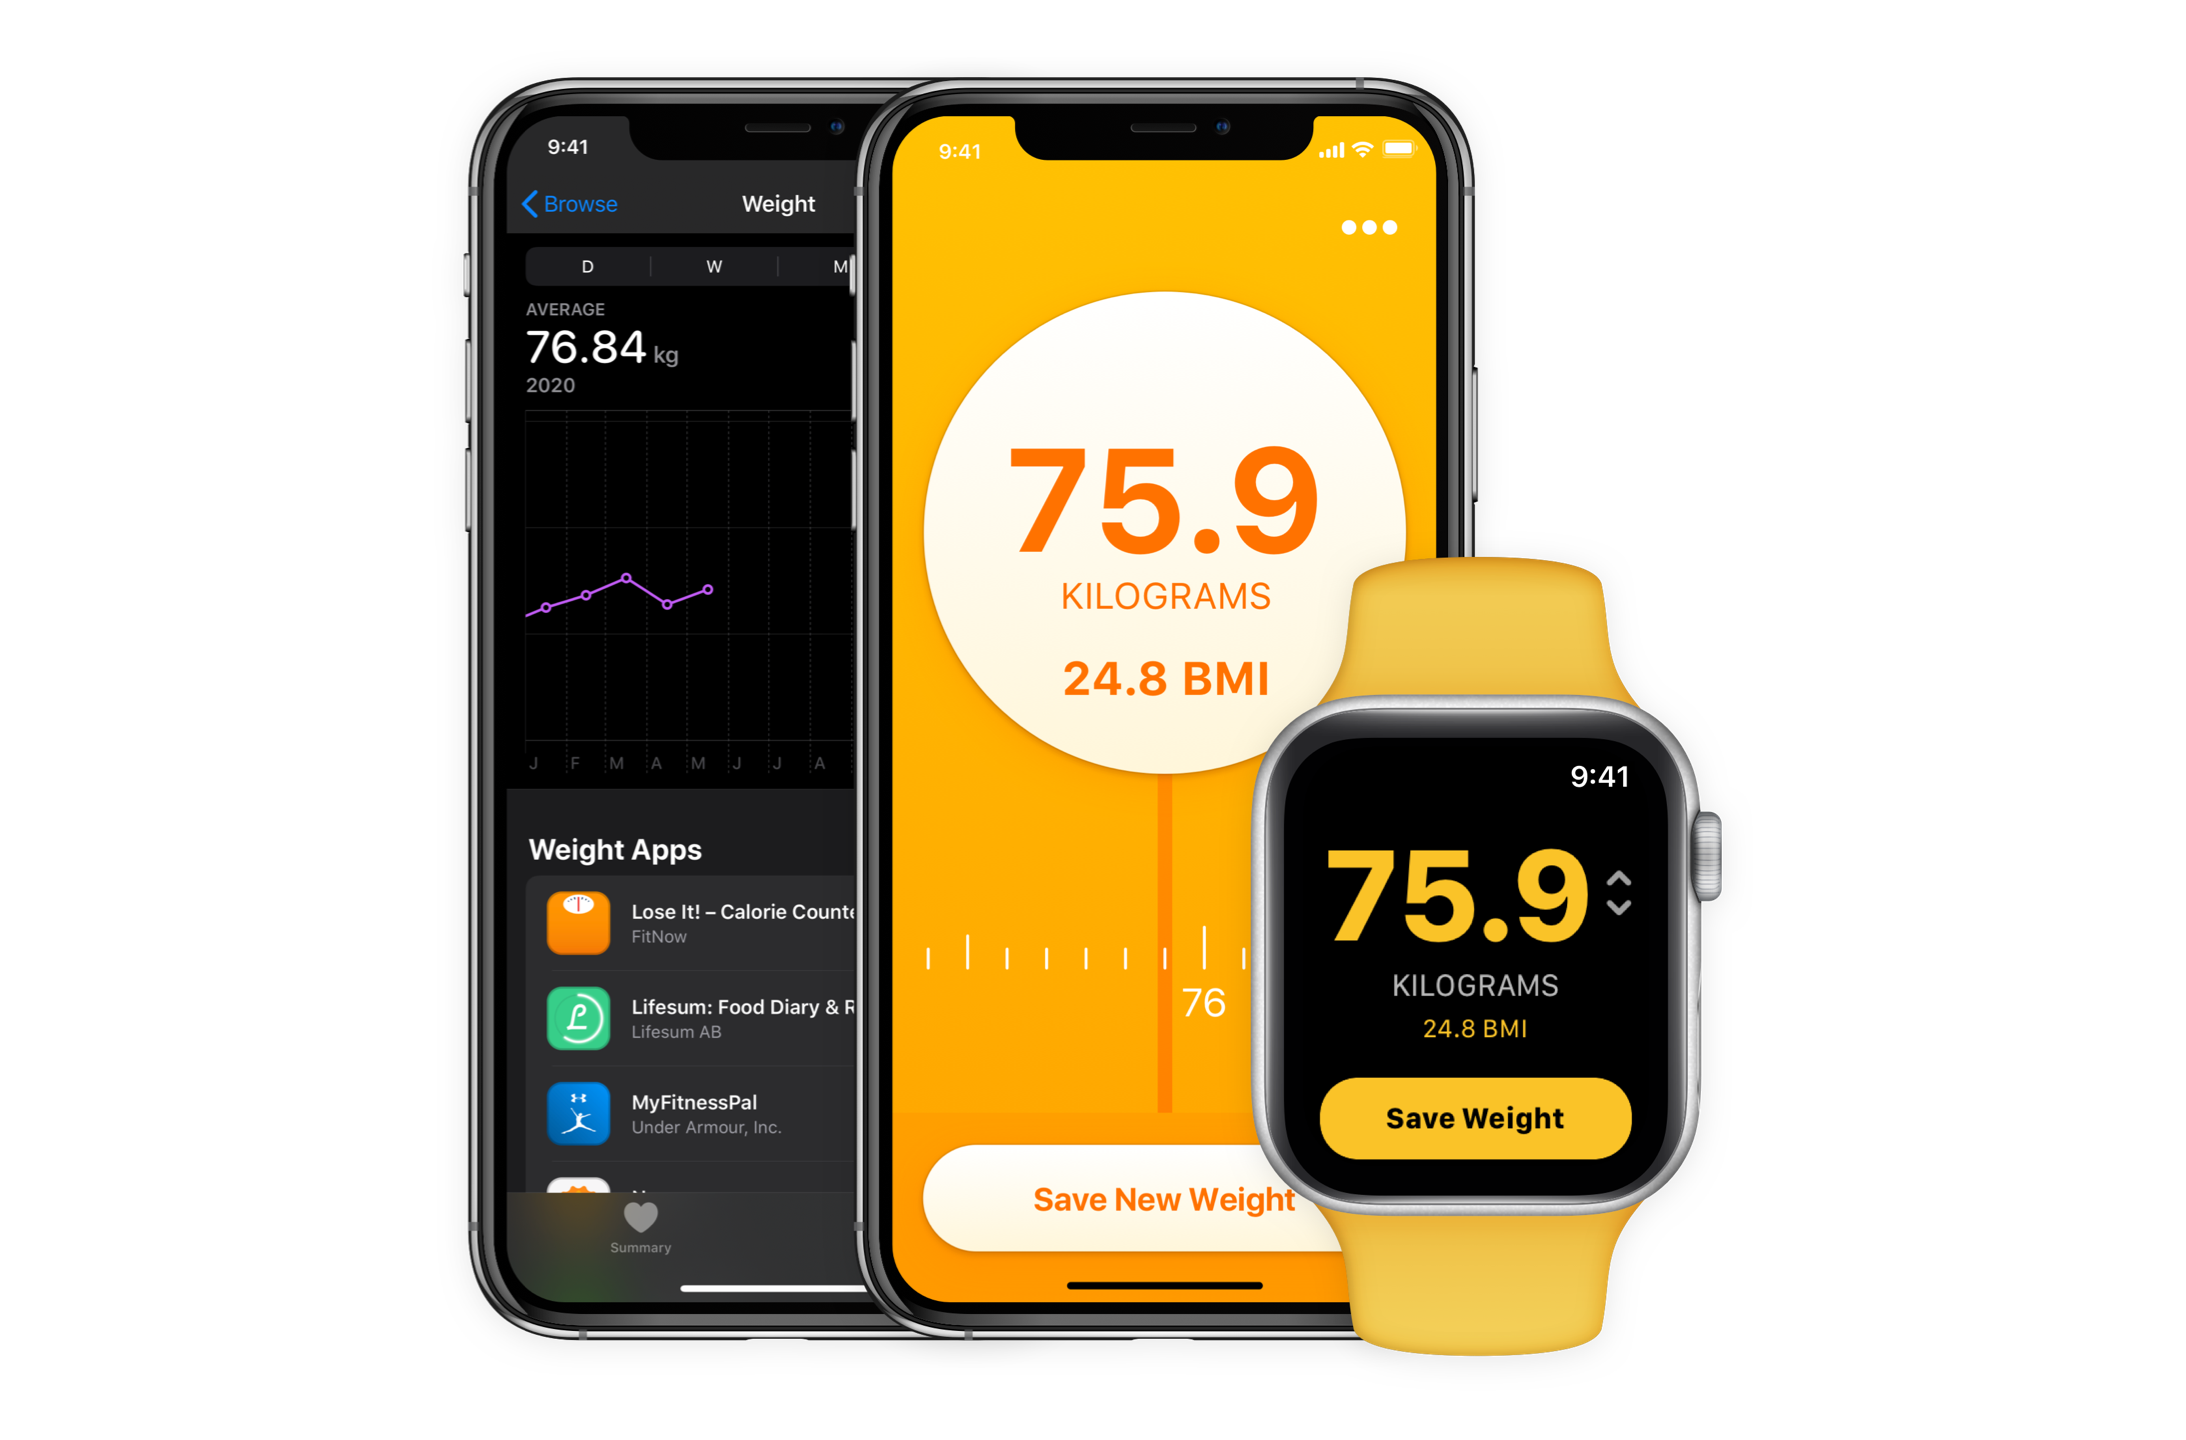 9:41
Browse
Weight
D W M
AVERAGE
76.84 kg
2020
J F M A M J J A
Weight Apps
Lose It! – Calorie Counte
FitNow
Lifesum: Food Diary & R
Lifesum AB
MyFitnessPal
Under Armour, Inc.
Summary
9:41
75.9
KILOGRAMS
24.8 BMI
76
Save New Weight
9:41
75.9
KILOGRAMS
24.8 BMI
Save Weight